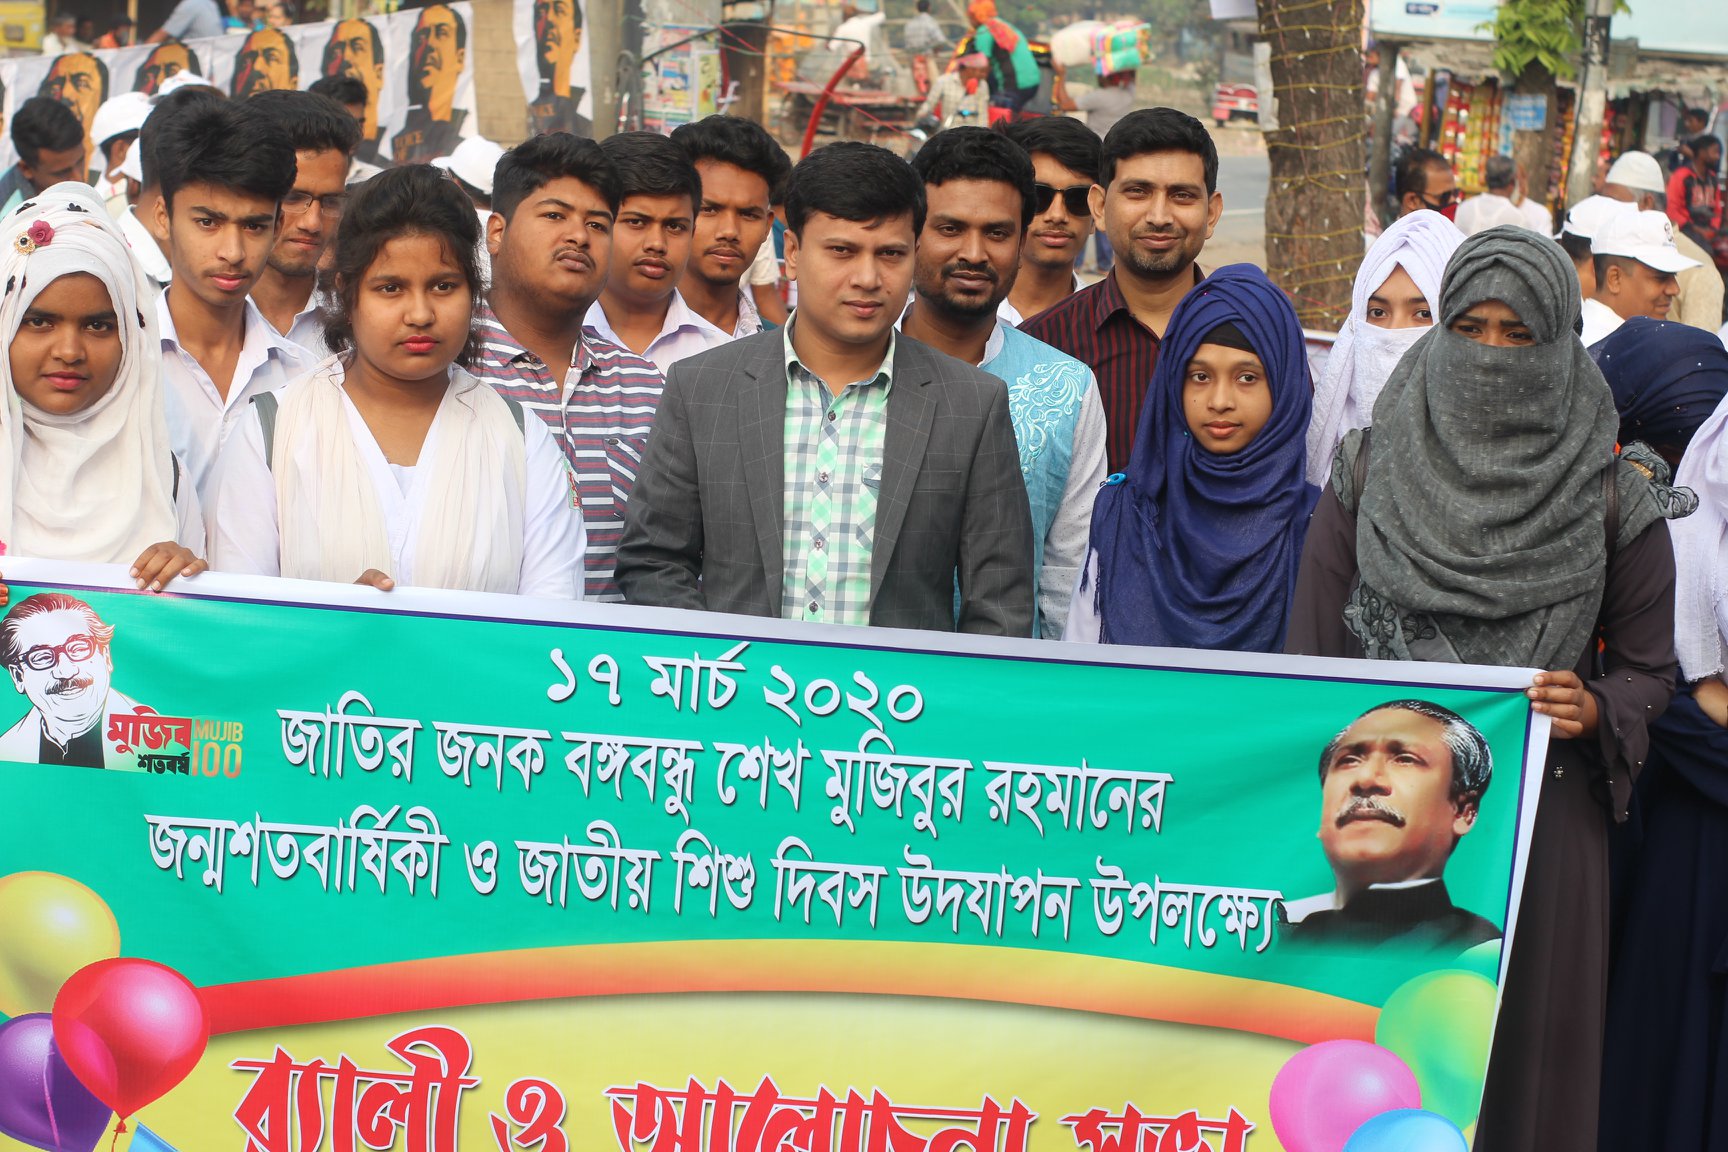 ১৭ মার্চ ২০২০
জাতির জনক বঙ্গবন্ধু শেখ মুজিবুর রহমানের
জন্মশতবার্ষিকী ও জাতীয় শিশু দিবস উদযাপন উপলক্ষ্যে
মুজিব MUJIB
শতবর্ষ 100
র‍্যালী ও আলোচনা সভা